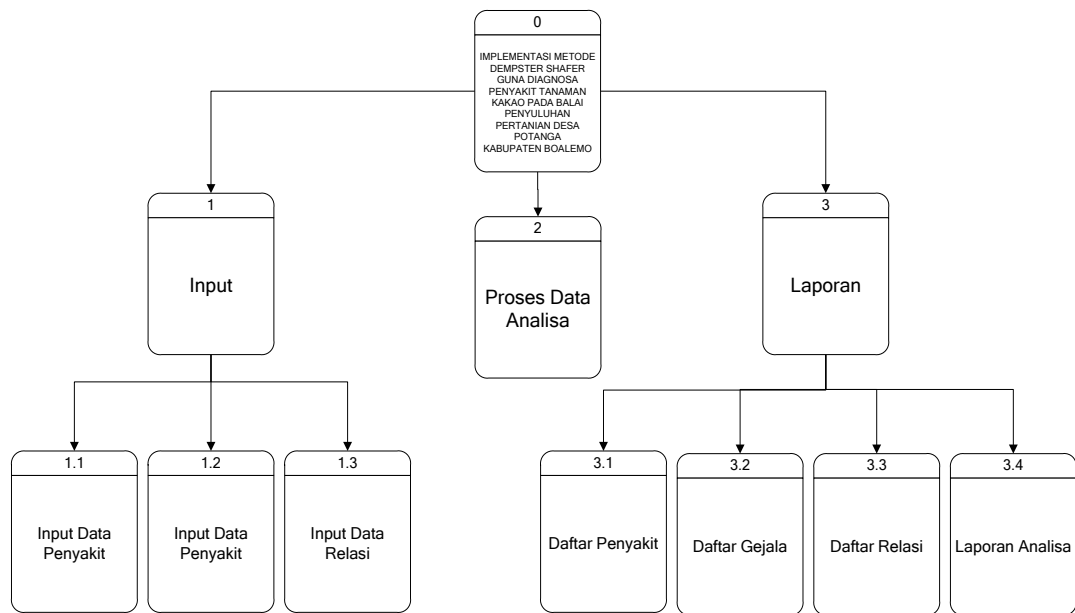 0
IMPLEMENTASI METODE
DEMPSTER SHAFER
GUNA DIAGNOSA
PENYAKIT TANAMAN
KAKAO PADA BALAI
PENYULUHAN
PERTANIAN DESA
POTANGA
KABUPATEN BOALEMO
1
Input
2
Proses Data
Analisa
3
Laporan
1.1
Input Data
Penyakit
1.2
Input Data
Penyakit
1.3
Input Data
Relasi
3.1
Daftar Penyakit
3.2
Daftar Gejala
3.3
Daftar Relasi
3.4
Laporan Analisa